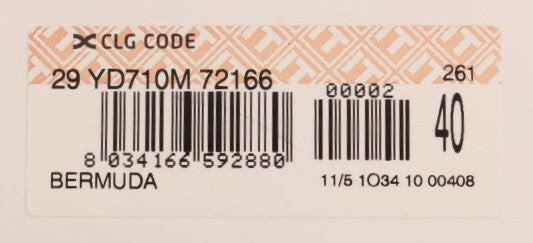 CLG CODE
29 YD710M 72166
261
00002
40
8 034166 592880
BERMUDA
11/5 1O34 10 00408